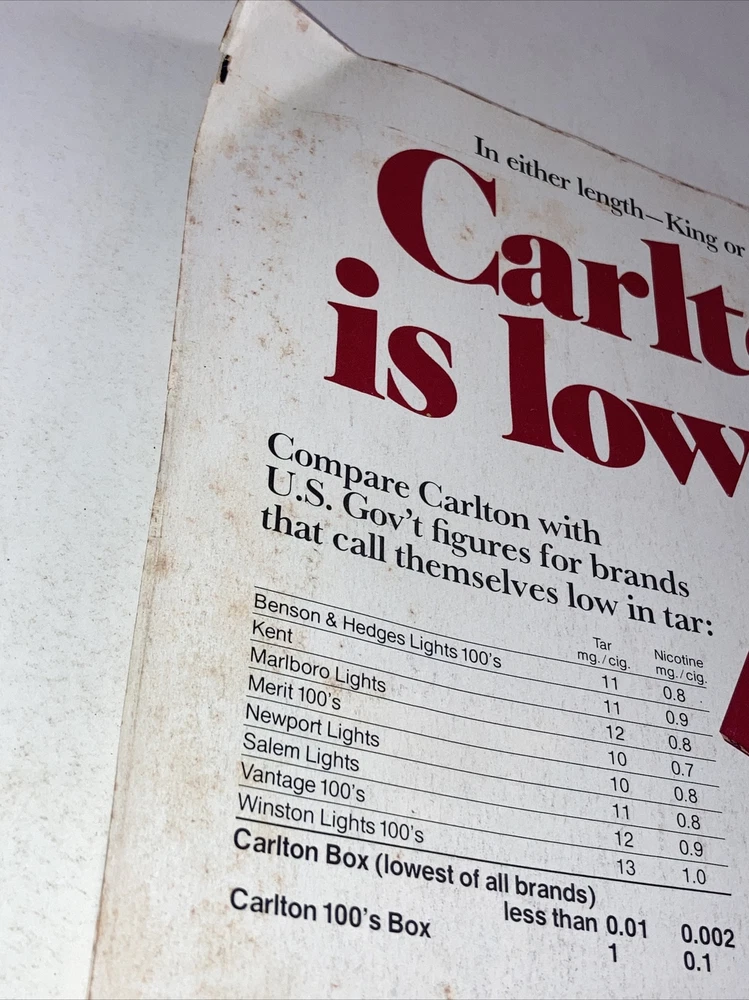 In either length—King or
Carlt
is low
Compare Carlton with
U.S. Gov't figures for brands
that call themselves low in tar:
Tar mg./cig. Nicotine mg./cig.
Benson & Hedges Lights 100's 11 0.8
Kent 11 0.9
Marlboro Lights 12 0.8
Merit 100's 10 0.7
Newport Lights 10 0.8
Salem Lights 11 0.8
Vantage 100's 12 0.9
Winston Lights 100's 13 1.0
Carlton Box (lowest of all brands) less than 0.01 0.002
Carlton 100's Box 1 0.1